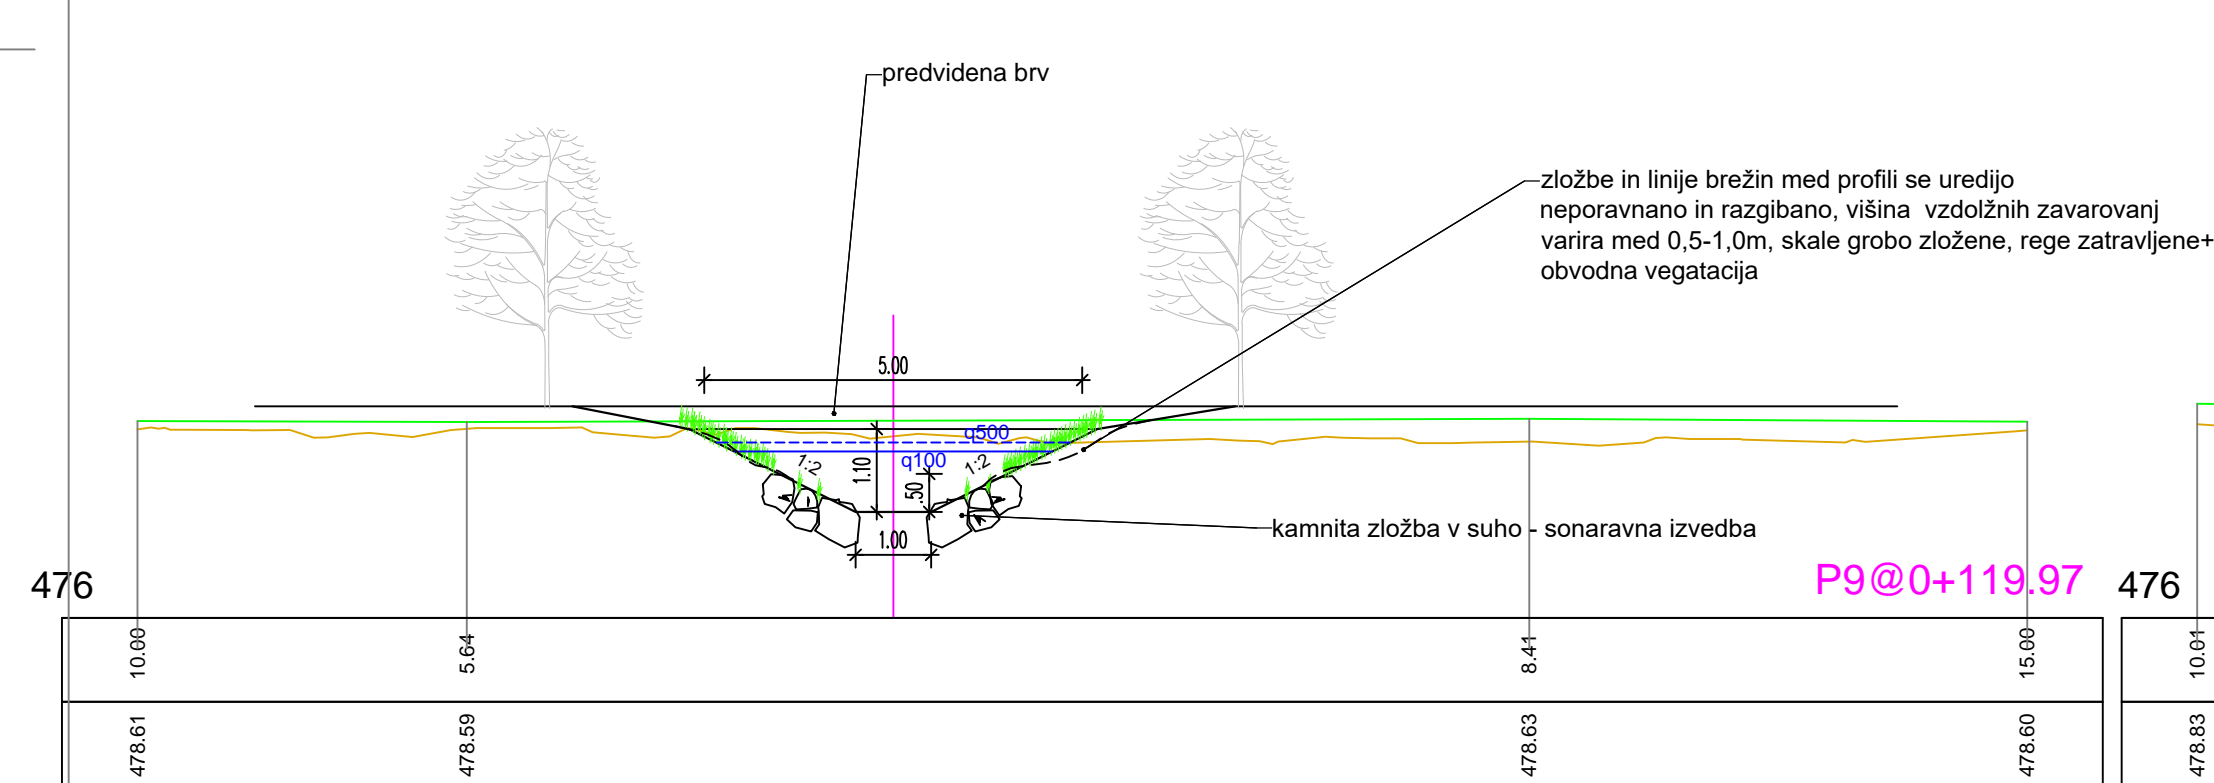 predvidena brv
zložbe in linije brežin med profili se uredijo
neporavnano in razgibano, višina vzdolžnih zavarovanj
varira med 0,5-1,0m, skale grobo zložene, rege zatravljene+
obvodna vegatacija
5.00
q500
q100
1:2
1:2
1.10
.50
1.00
kamnita zložba v suho - sonaravna izvedba
476
P9@0+119.97
476
10.00
5.64
8.41
15.00
10.01
478.61
478.59
478.63
478.60
478.83